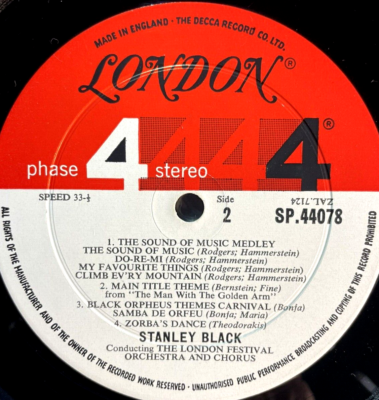 MADE IN ENGLAND · THE DECCA RECORD CO. LTD.
LONDON®
phase 4 stereo 4 4 4®
SPEED 33-⅓
Side
2
ZAL.7124
SP.44078
1. THE SOUND OF MUSIC MEDLEY
THE SOUND OF MUSIC (Rodgers; Hammerstein)
DO-RE-MI (Rodgers; Hammerstein)
MY FAVOURITE THINGS (Rodgers; Hammerstein)
CLIMB EV'RY MOUNTAIN (Rodgers; Hammerstein)
2. MAIN TITLE THEME (Bernstein; Fine)
from "The Man With The Golden Arm"
3. BLACK ORPHEUS THEMES CARNIVAL (Bonfa)
SAMBA DE ORFEU (Bonfa; Maria)
4. ZORBA'S DANCE (Theodorakis)
STANLEY BLACK
Conducting THE LONDON FESTIVAL
ORCHESTRA AND CHORUS
ALL RIGHTS OF THE MANUFACTURER AND OF THE OWNER OF THE RECORDED WORK RESERVED · UNAUTHORISED PUBLIC PERFORMANCE BROADCASTING AND COPYING OF THIS RECORD PROHIBITED